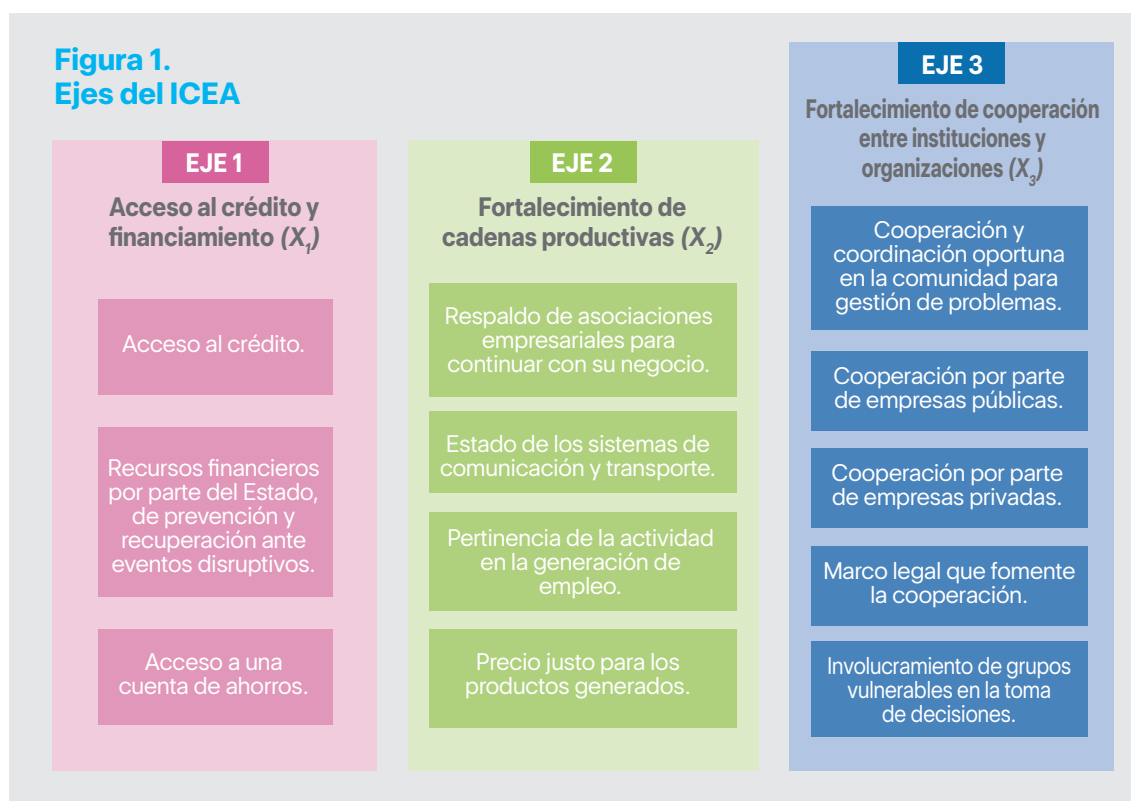 Figura 1.
Ejes del ICEA
EJE 1
Acceso al crédito y
financiamiento (X₁)
Acceso al crédito.
Recursos financieros
por parte del Estado,
de prevención y
recuperación ante
eventos disruptivos.
Acceso a una
cuenta de ahorros.
EJE 2
Fortalecimiento de
cadenas productivas (X₂)
Respaldo de asociaciones
empresariales para
continuar con su negocio.
Estado de los sistemas de
comunicación y transporte.
Pertinencia de la actividad
en la generación de
empleo.
Precio justo para los
productos generados.
EJE 3
Fortalecimiento de cooperación
entre instituciones y
organizaciones (X₃)
Cooperación y
coordinación oportuna
en la comunidad para
gestión de problemas.
Cooperación por parte
de empresas públicas.
Cooperación por parte
de empresas privadas.
Marco legal que fomente
la cooperación.
Involucramiento de grupos
vulnerables en la toma
de decisiones.